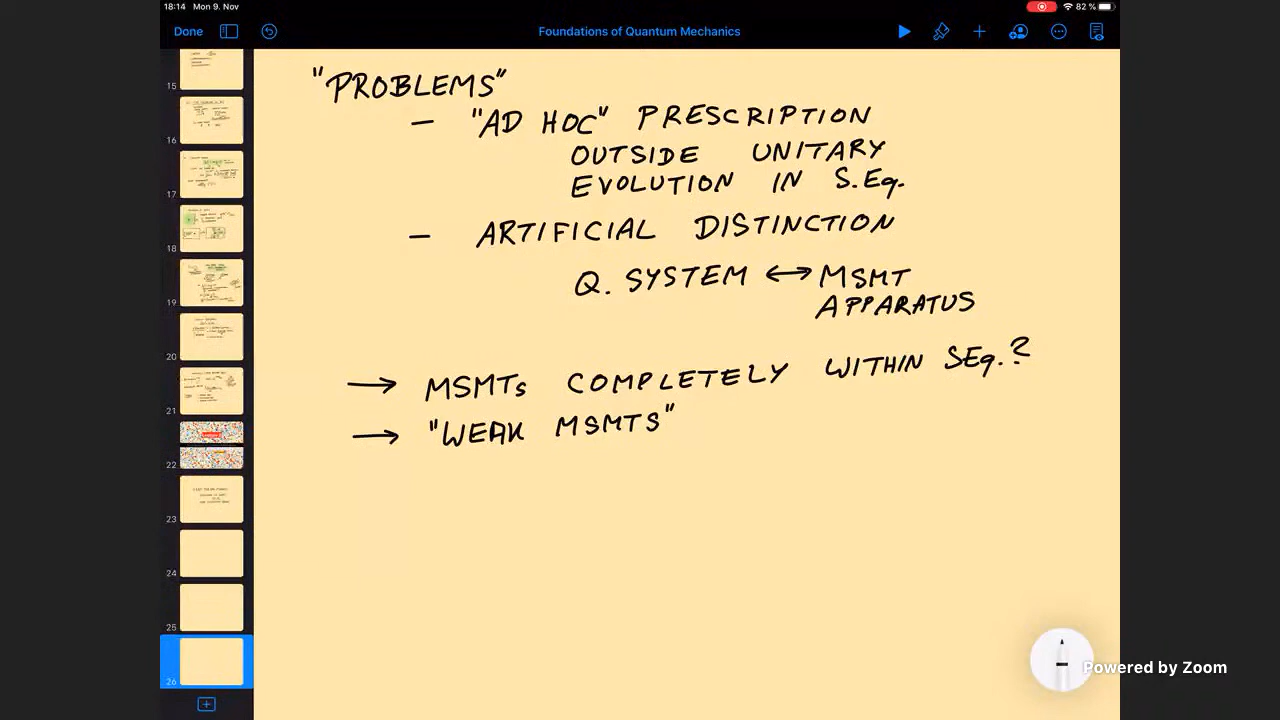 18:14 Mon 9. Nov
82 %
Done
Foundations of Quantum Mechanics
"PROBLEMS"
- "AD HOC" PRESCRIPTION
OUTSIDE UNITARY
EVOLUTION IN S.Eq.
- ARTIFICIAL DISTINCTION
Q. SYSTEM ↔ MSMT
APPARATUS
→ MSMTs COMPLETELY WITHIN SEq.?
→ "WEAK MSMTS"
15
16
17
18
19
20
21
22
23
24
25
26
Powered by Zoom